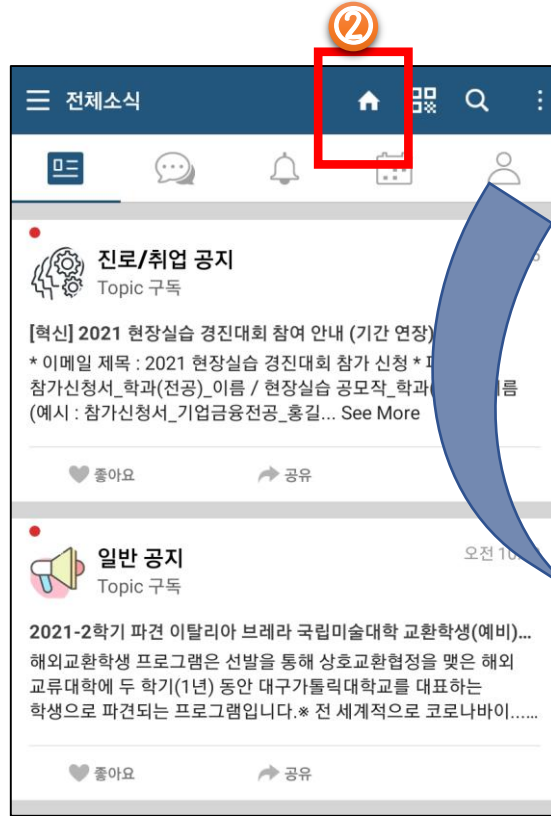 ②
전체소식
진로/취업 공지
Topic 구독
[혁신] 2021 현장실습 경진대회 참여 안내 (기간 연장)
* 이메일 제목 : 2021 현장실습 경진대회 참가 신청 *
참가신청서_학과(전공)_이름 / 현장실습 공모작_학과 이름
(예시 : 참가신청서_기업금융전공_홍길... See More
좋아요 공유
일반 공지
오전 10
Topic 구독
2021-2학기 파견 이탈리아 브레라 국립미술대학 교환학생(예비)...
해외교환학생 프로그램은 선발을 통해 상호교환협정을 맺은 해외
교류대학에 두 학기(1년) 동안 대구가톨릭대학교를 대표하는
학생으로 파견되는 프로그램입니다.※ 전 세계적으로 코로나바이......
좋아요 공유